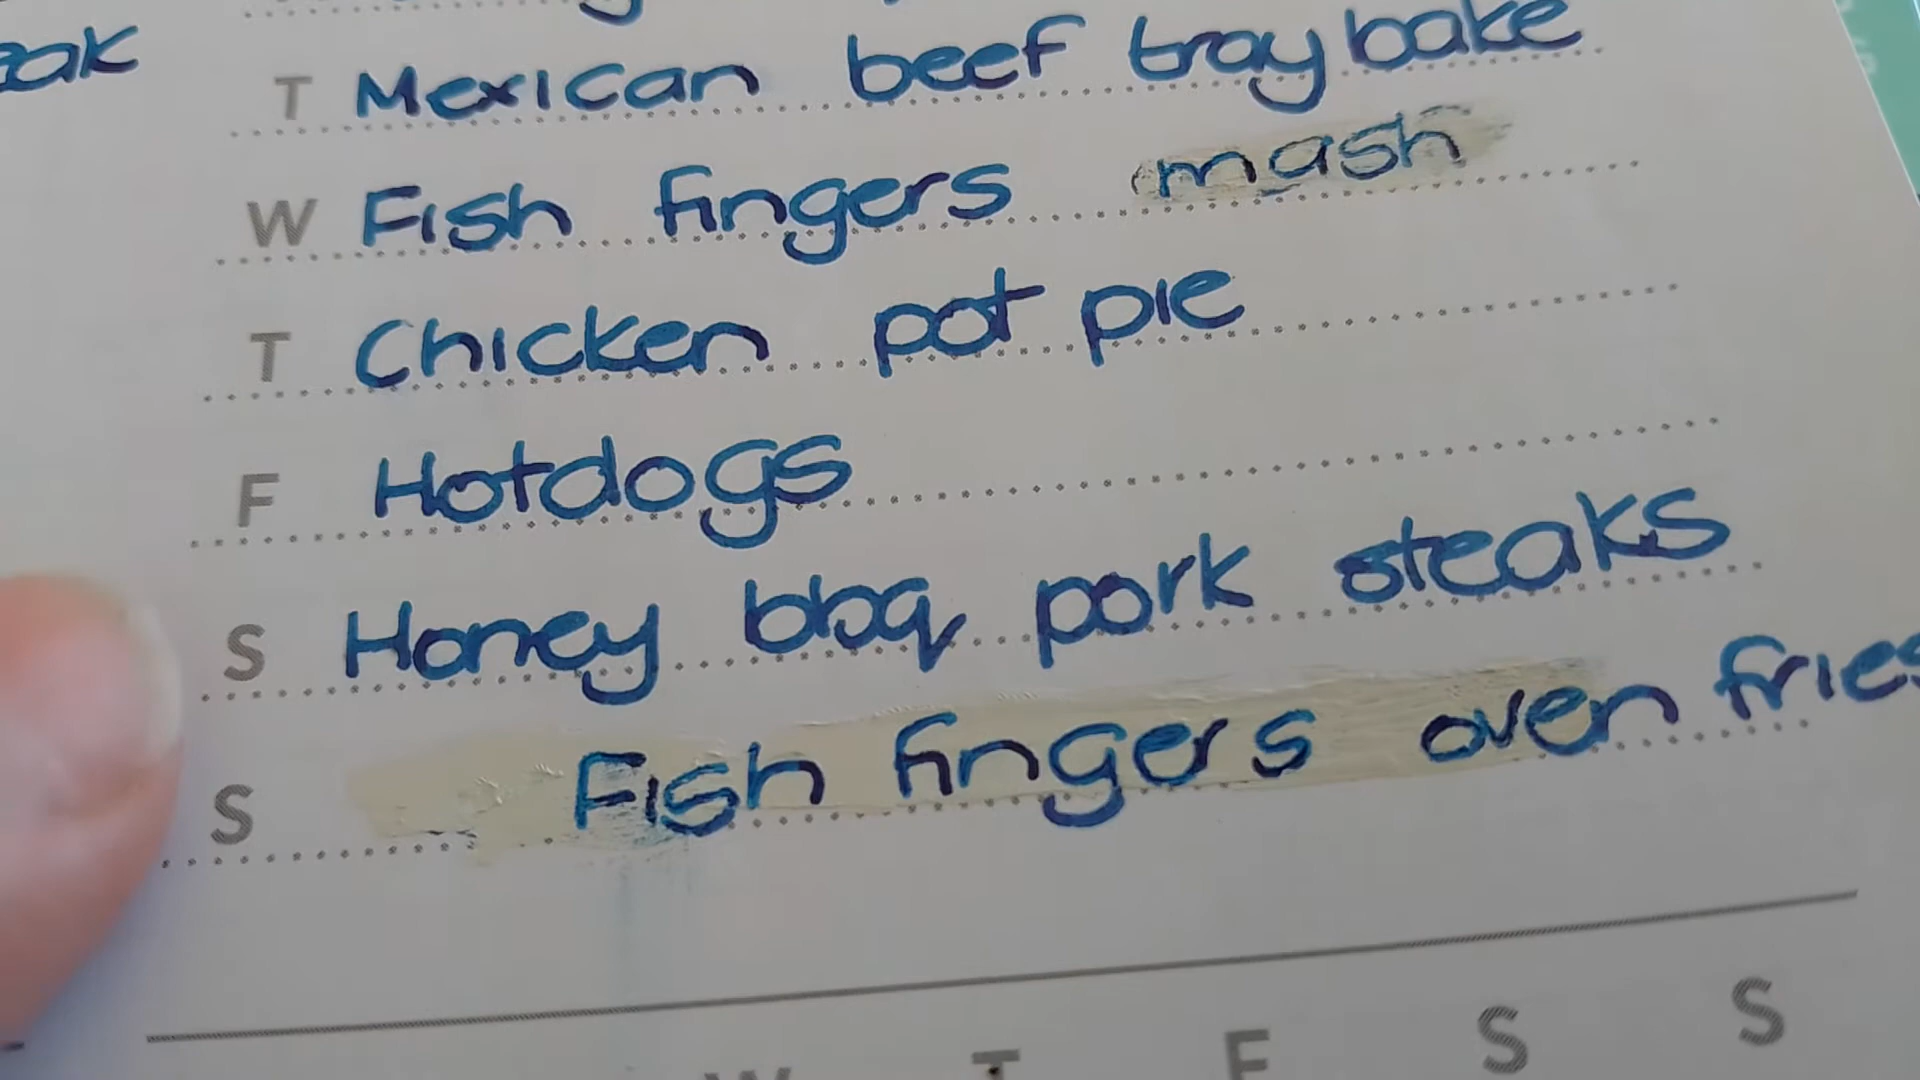 eak
T Mexican beef tray bake
W Fish fingers mash
T Chicken pot pie
F Hotdogs
S Honey bbq pork steaks
S Fish fingers oven fries
W T F S S